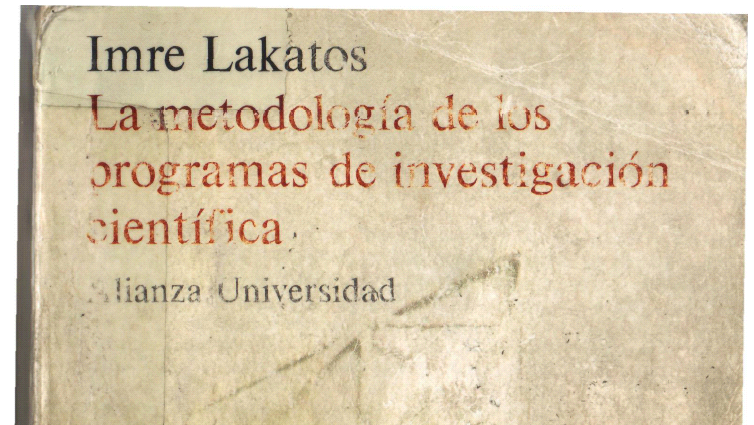 Imre Lakatos
La metodología de los
programas de investigación
científica
Alianza Universidad